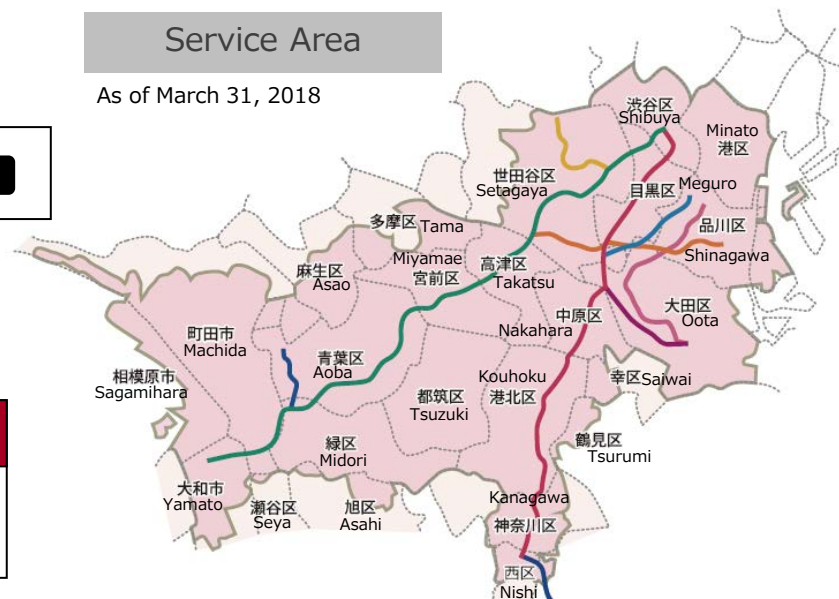 Service Area
As of March 31, 2018
渋谷区
Shibuya
Minato
港区
世田谷区
Setagaya
目黒区 Meguro
品川区
Shinagawa
多摩区 Tama
Miyamae
宮前区
高津区
Takatsu
麻生区
Asao
大田区
Oota
中原区
Nakahara
町田市
Machida
青葉区
Aoba
相模原市
Sagamihara
Kouhoku
港北区
幸区 Saiwai
都筑区
Tsuzuki
鶴見区
Tsurumi
緑区
Midori
大和市
Yamato
瀬谷区
Seya
旭区
Asahi
Kanagawa
神奈川区
西区
Nishi